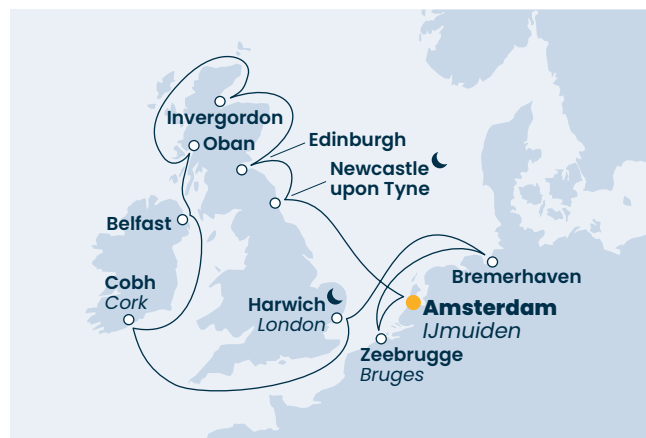 Invergordon
Oban
Edinburgh
Newcastle
upon Tyne
Belfast
Cobh
Cork
Harwich
London
Bremerhaven
Amsterdam
IJmuiden
Zeebrugge
Bruges